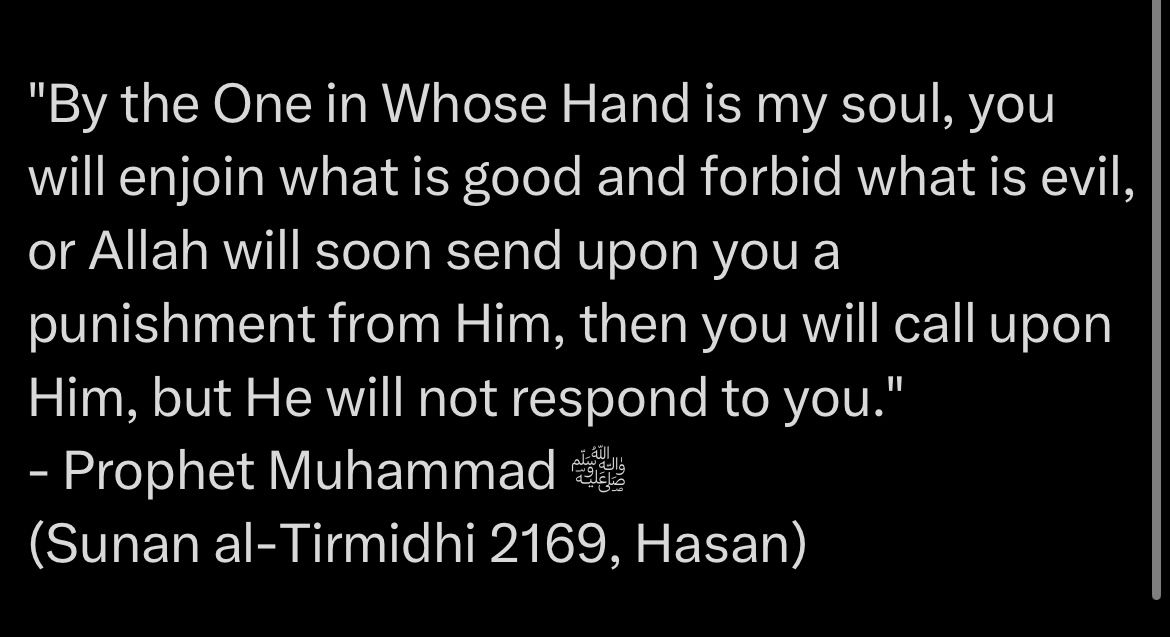 "By the One in Whose Hand is my soul, you
will enjoin what is good and forbid what is evil,
or Allah will soon send upon you a
punishment from Him, then you will call upon
Him, but He will not respond to you."
- Prophet Muhammad ﷺ
(Sunan al-Tirmidhi 2169, Hasan)